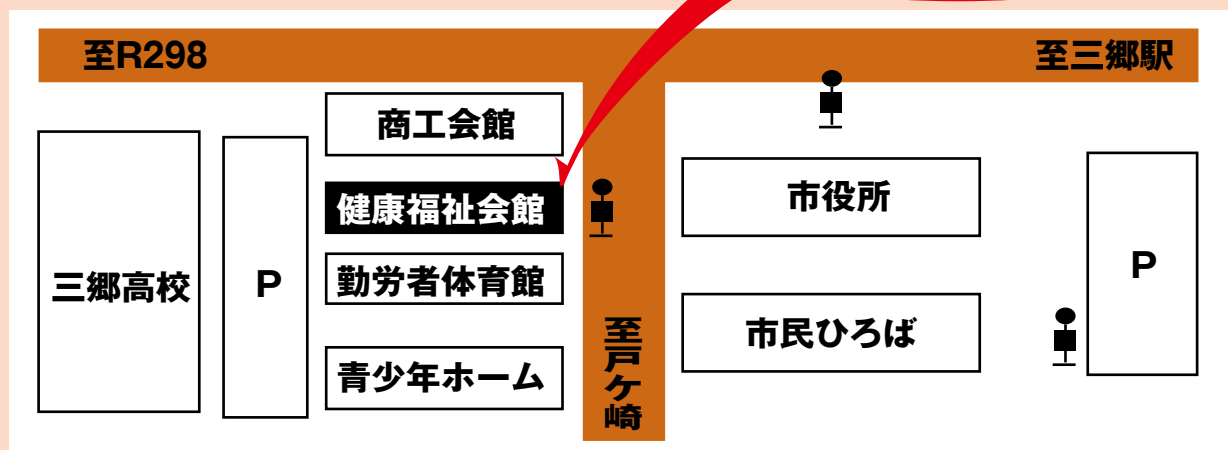 至R298
至三郷駅
商工会館
健康福祉会館
勤労者体育館
青少年ホーム
三郷高校
P
至戸ケ崎
市役所
市民ひろば
P